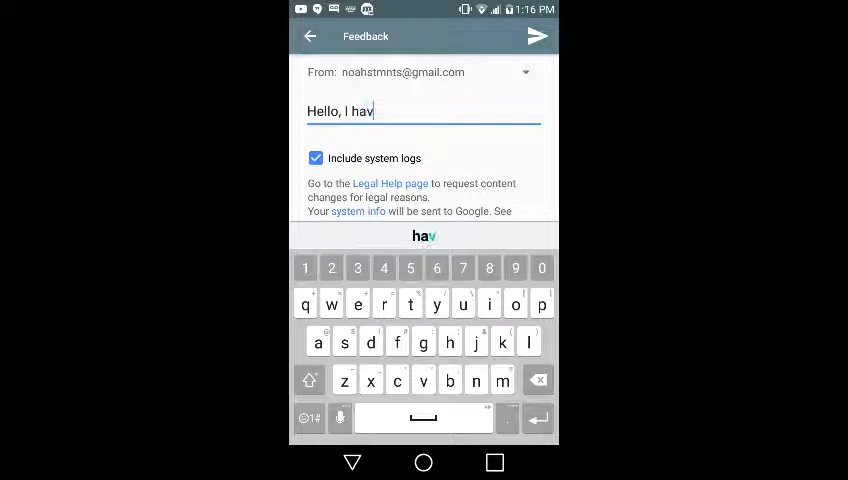 1:16 PM
Feedback
From: noahstmnts@gmail.com
Hello, I hav
Include system logs
Go to the Legal Help page to request content
changes for legal reasons.
Your system info will be sent to Google. See
hav
1 2 3 4 5 6 7 8 9 0
q w e r t y u i o p
a s d f g h j k l
z x c v b n m
1# .